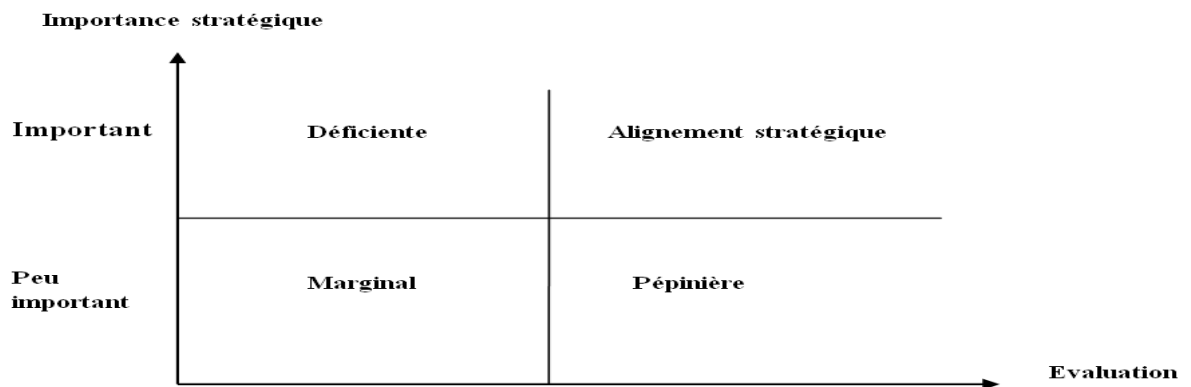 Importance stratégique
Important
Déficiente
Alignement stratégique
Peu
important
Marginal
Pépinière
Evaluation